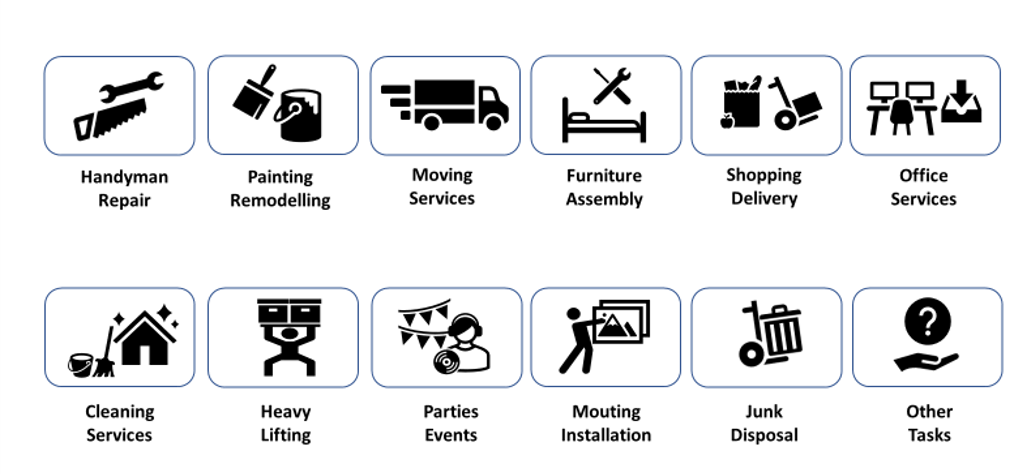 Handyman
Repair
Painting
Remodelling
Moving
Services
Furniture
Assembly
Shopping
Delivery
Office
Services
Cleaning
Services
Heavy
Lifting
Parties
Events
Mouting
Installation
Junk
Disposal
Other
Tasks